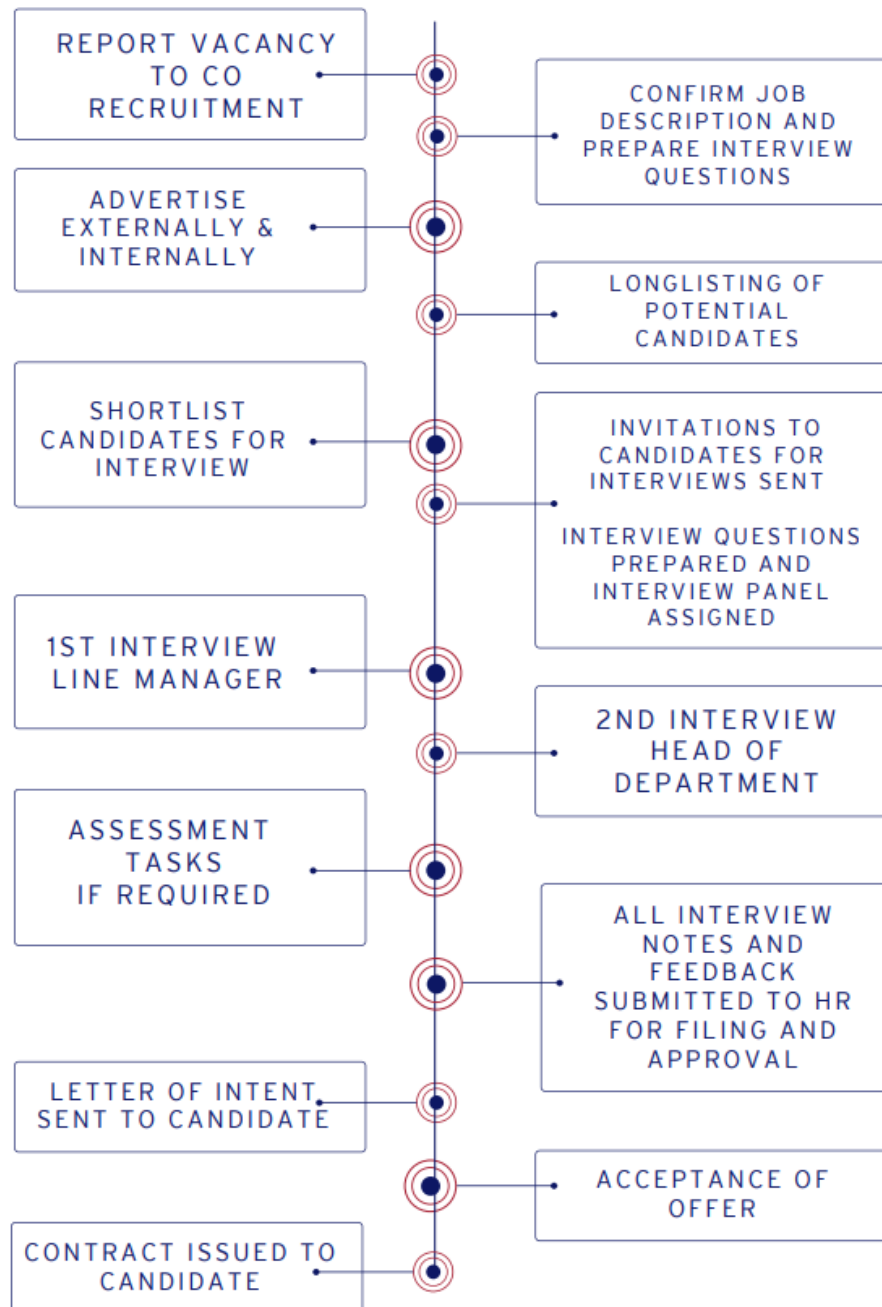 REPORT VACANCY
TO CO
RECRUITMENT
CONFIRM JOB
DESCRIPTION AND
PREPARE INTERVIEW
QUESTIONS
ADVERTISE
EXTERNALLY &
INTERNALLY
LONGLISTING OF
POTENTIAL
CANDIDATES
SHORTLIST
CANDIDATES FOR
INTERVIEW
INVITATIONS TO
CANDIDATES FOR
INTERVIEWS SENT
INTERVIEW QUESTIONS
PREPARED AND
INTERVIEW PANEL
ASSIGNED
1ST INTERVIEW
LINE MANAGER
2ND INTERVIEW
HEAD OF
DEPARTMENT
ASSESSMENT
TASKS
IF REQUIRED
ALL INTERVIEW
NOTES AND
FEEDBACK
SUBMITTED TO HR
FOR FILING AND
APPROVAL
LETTER OF INTENT
SENT TO CANDIDATE
ACCEPTANCE OF
OFFER
CONTRACT ISSUED TO
CANDIDATE